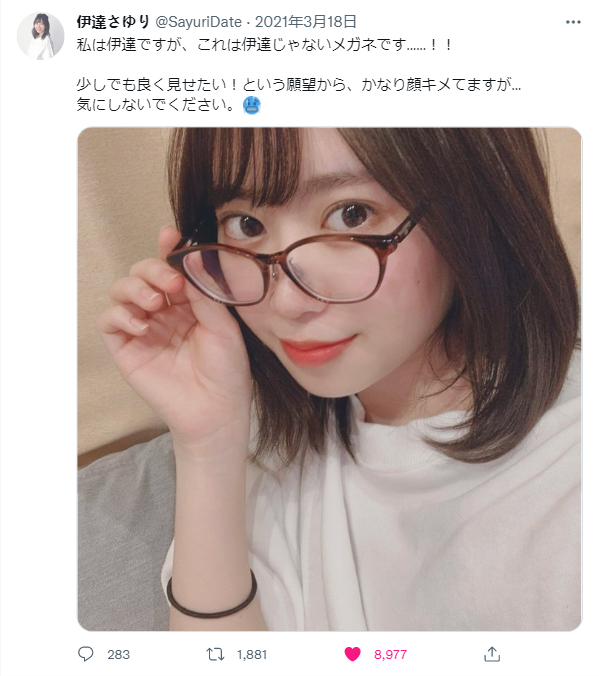 伊達さゆり @SayuriDate · 2021年3月18日
私は伊達ですが、これは伊達じゃないメガネです......！！
少しでも良く見せたい！という願望から、かなり顔キメてますが...
気にしないでください。🥶
283 1,881 8,977